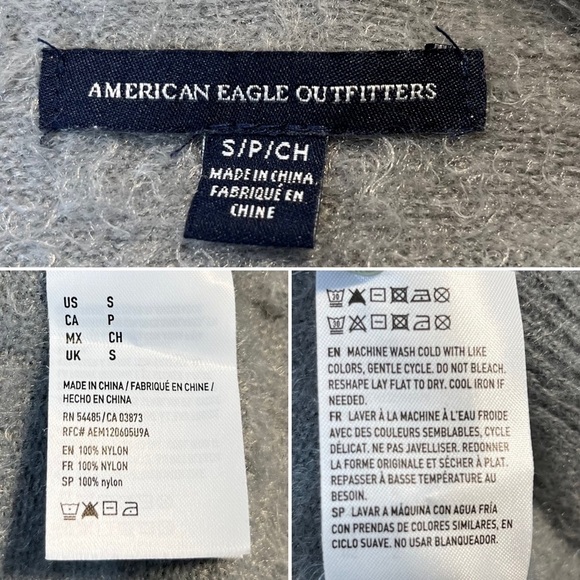 AMERICAN EAGLE OUTFITTERS
S/P/CH
MADE IN CHINA
FABRIQUÉ EN
CHINE
US S
CA P
MX CH
UK S
MADE IN CHINA / FABRIQUÉ EN CHINE /
HECHO EN CHINA
RN 54485/CA 03873
RFC# AEM120605U9A
EN 100% NYLON
FR 100% NYLON
SP 100% nylon
EN MACHINE WASH COLD WITH LIKE
COLORS, GENTLE CYCLE. DO NOT BLEACH.
RESHAPE LAY FLAT TO DRY. COOL IRON IF
NEEDED.
FR LAVER À LA MACHINE À L'EAU FROIDE
AVEC DES COULEURS SEMBLABLES, CYCLE
DÉLICAT. NE PAS JAVELLISER. REDONNER
LA FORME ORIGINALE ET SÉCHER À PLAT.
REPASSER À BASSE TEMPÉRATURE AU
BESOIN.
SP LAVAR A MÁQUINA CON AGUA FRÍA
CON PRENDAS DE COLORES SIMILARES, EN
CICLO SUAVE. NO USAR BLANQUEADOR.